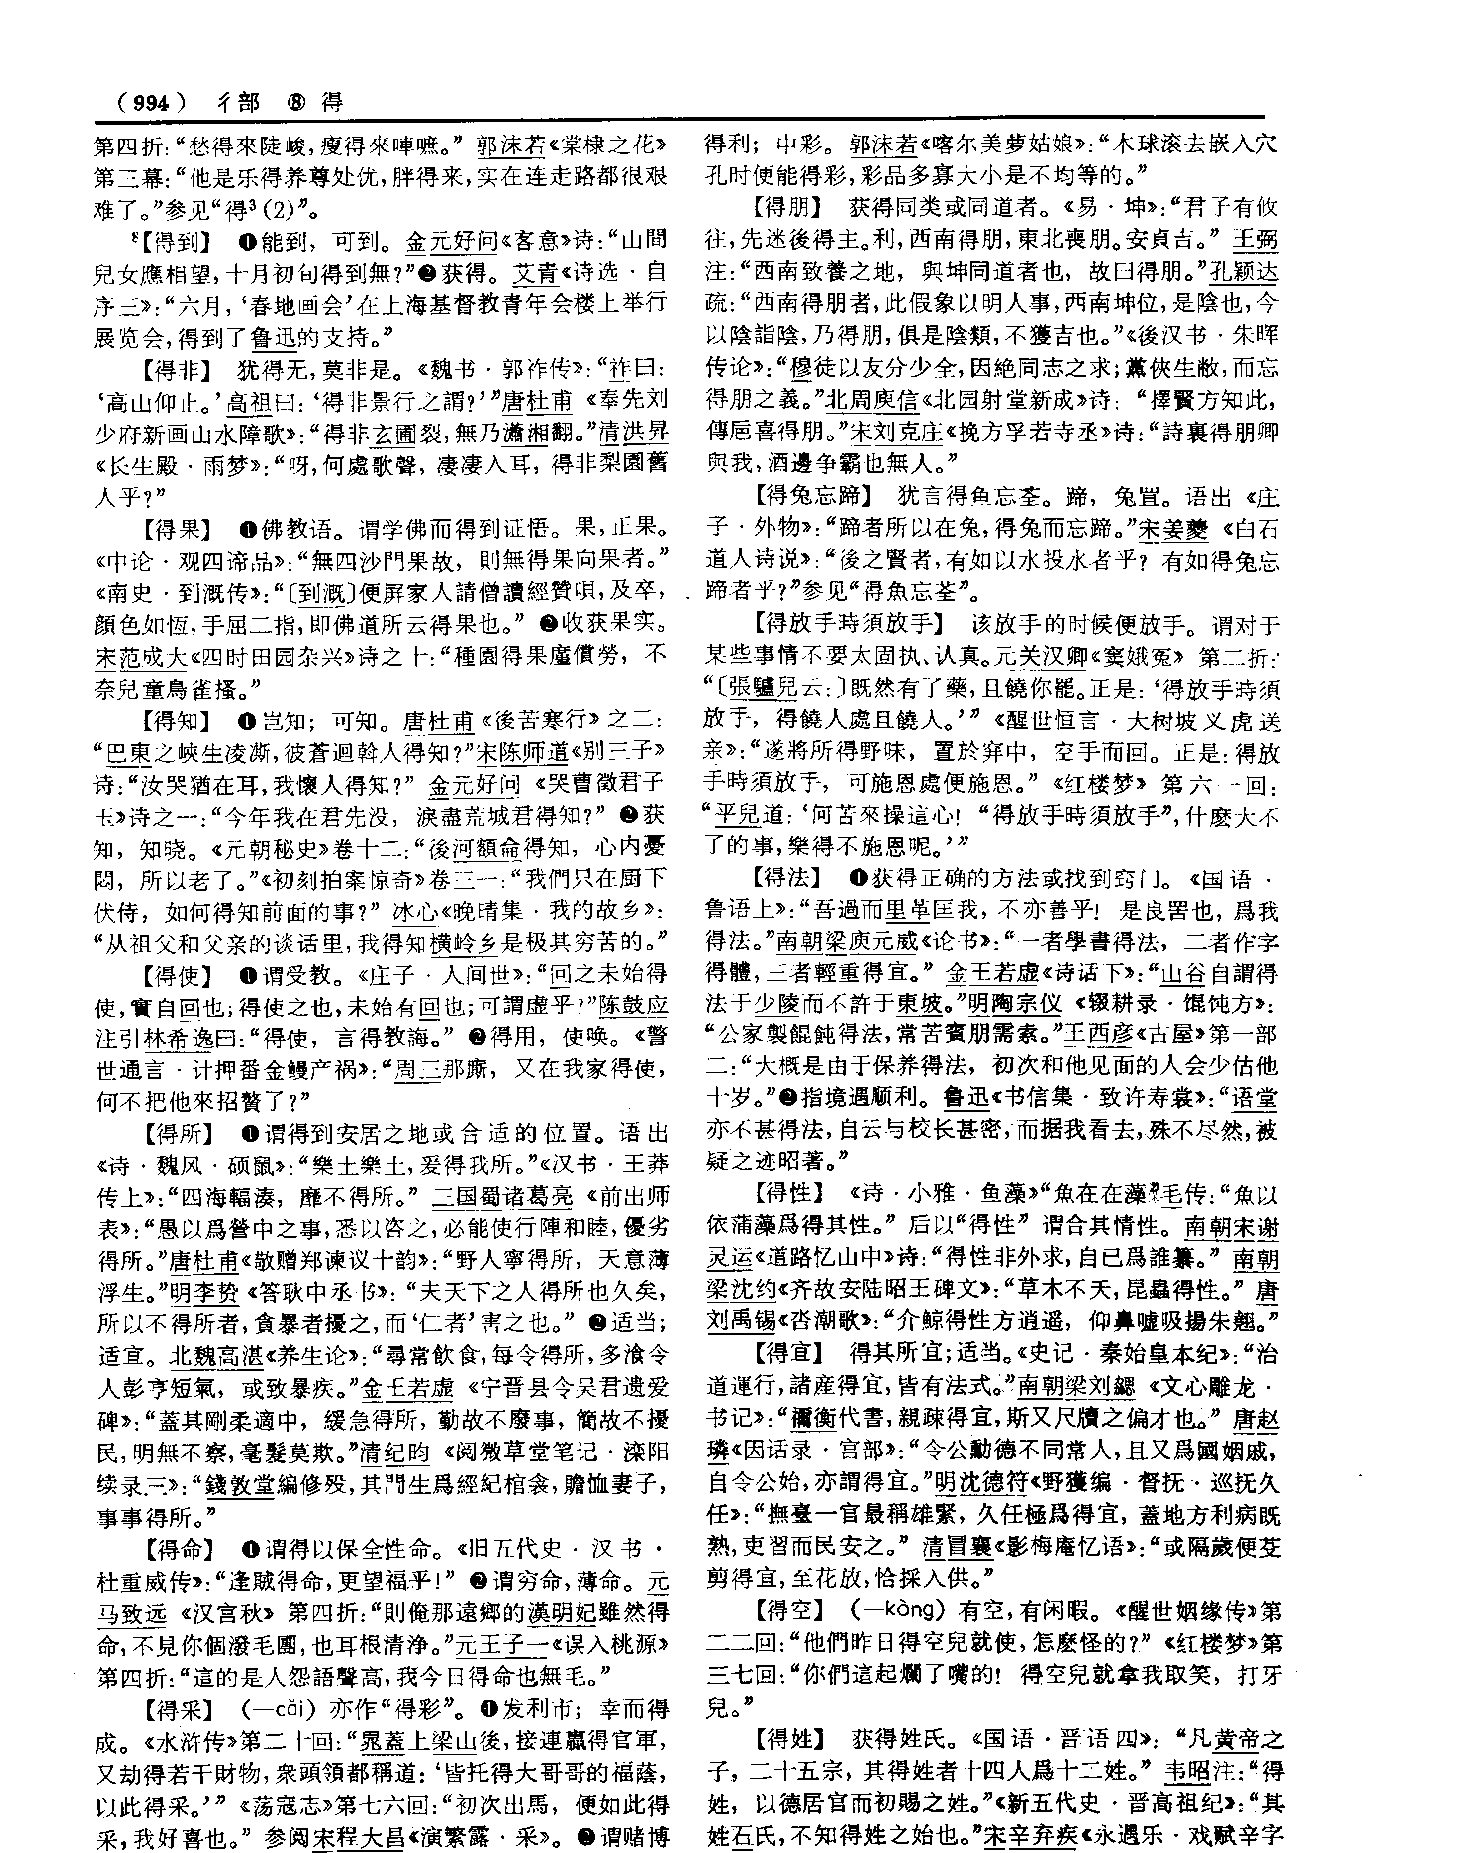 （994） 彳部 ⑧ 得
第四折：“愁得來陡峻，瘦得來唓嗻。” 郭沫若《棠棣之花》
第三幕：“他是乐得养尊处优，胖得来，实在连走路都很艰
难了。”参见“得³（2）”。
²【得到】 ❶能到，可到。金元好问《客意》诗：“山間
兒女應相望，十月初旬得到無？”❷获得。艾青《诗选·自
序三》：“六月，‘春地画会’在上海基督教青年会楼上举行
展览会，得到了鲁迅的支持。”
【得非】 犹得无，莫非是。《魏书·郭祚传》：“祚曰：
‘高山仰止。’高祖曰：‘得非景行之謂？’”唐杜甫《奉先刘
少府新画山水障歌》：“得非玄圃裂，無乃瀟湘翻。”清洪昇
《长生殿·雨梦》：“呀，何處歌聲，凄凄入耳，得非梨園舊
人乎？”
【得果】 ❶佛教语。谓学佛而得到证悟。果，正果。
《中论·观四谛品》：“無四沙門果故，則無得果向果者。”
《南史·到溉传》：“〔到溉〕便屏家人請僧讀經贊唄，及卒，
顔色如恆，手屈二指，即佛道所云得果也。” ❷收获果实。
宋范成大《四时田园杂兴》诗之十：“種園得果廑償勞，不
奈兒童鳥雀搔。”
【得知】 ❶岂知；可知。唐杜甫《後苦寒行》之二：
“巴東之峽生凌澌，彼蒼迴斡人得知？”宋陈师道《别三子》
诗：“汝哭猶在耳，我懷人得知？” 金元好问《哭曹徵君子
玉》诗之一：“今年我在君先没，淚盡荒城君得知？” ❷获
知，知晓。《元朝秘史》卷十二：“後河額侖得知，心内憂
悶，所以老了。”《初刻拍案惊奇》卷三一：“我們只在厨下
伏侍，如何得知前面的事？” 冰心《晚晴集·我的故乡》：
“从祖父和父亲的谈话里，我得知横岭乡是极其穷苦的。”
【得使】 ❶谓受教。《庄子·人间世》：“回之未始得
使，實自回也；得使之也，未始有回也；可謂虚乎？”陈鼓应
注引林希逸曰：“得使，言得教誨。” ❷得用，使唤。《警
世通言·计押番金鳗产祸》：“周三那廝，又在我家得使，
何不把他來招贅了？”
【得所】 ❶谓得到安居之地或合适的位置。语出
《诗·魏风·硕鼠》：“樂土樂土，爰得我所。”《汉书·王莽
传上》：“四海輻湊，靡不得所。” 三国蜀诸葛亮《前出师
表》：“愚以爲營中之事，悉以咨之，必能使行陣和睦，優劣
得所。”唐杜甫《敬赠郑谏议十韵》：“野人寧得所，天意薄
浮生。”明李贽《答耿中丞书》：“夫天下之人得所也久矣，
所以不得所者，貪暴者擾之，而‘仁者’害之也。” ❷适当；
适宜。北魏高湛《养生论》：“尋常飲食，每令得所，多飡令
人彭亨短氣，或致暴疾。”金王若虚《宁晋县令吴君遗爱
碑》：“蓋其剛柔適中，緩急得所，勤故不廢事，簡故不擾
民，明無不察，毫髮莫欺。”清纪昀《阅微草堂笔记·滦阳
续录三》：“錢敦堂編修殁，其門生爲經紀棺衾，贍恤妻子，
事事得所。”
【得命】 ❶谓得以保全性命。《旧五代史·汉书·
杜重威传》：“逢賊得命，更望福乎！” ❷谓穷命，薄命。元
马致远《汉宫秋》第四折：“則俺那遠鄉的漢明妃雖然得
命，不見你個潑毛團，也耳根清净。”元王子一《误入桃源》
第四折：“這的是人怨語聲高，我今日得命也無毛。”
【得采】 （—cǎi）亦作“得彩”。❶发利市；幸而得
成。《水浒传》第二十回：“晁蓋上梁山後，接連贏得官軍，
又劫得若干財物，衆頭領都稱道：‘皆托得大哥哥的福蔭，
以此得采。’” 《荡寇志》第七六回：“初次出馬，便如此得
采，我好喜也。” 参阅宋程大昌《演繁露·采》。❷谓赌博
得利；中彩。郭沫若《喀尔美萝姑娘》：“木球滚去嵌入穴
孔时便能得彩，彩品多寡大小是不均等的。”
【得朋】 获得同类或同道者。《易·坤》：“君子有攸
往，先迷後得主。利，西南得朋，東北喪朋。安貞吉。” 王弼
注：“西南致養之地，與坤同道者也，故曰得朋。”孔颖达
疏：“西南得朋者，此假象以明人事，西南坤位，是陰也，今
以陰詣陰，乃得朋，俱是陰類，不獲吉也。”《後汉书·朱晖
传论》：“穆徒以友分少全，因絶同志之求；黨俠生敝，而忘
得朋之義。”北周庾信《北园射堂新成》诗：“擇賢方知此，
傳巵喜得朋。”宋刘克庄《挽方孚若寺丞》诗：“詩裏得朋卿
與我，酒邊争霸也無人。”
【得兔忘蹄】 犹言得鱼忘荃。蹄，兔罝。语出《庄
子·外物》：“蹄者所以在兔，得兔而忘蹄。”宋姜夔《白石
道人诗说》：“後之賢者，有如以水投水者乎？有如得兔忘
蹄者乎？”参见“得魚忘荃”。
【得放手時須放手】 该放手的时候便放手。谓对于
某些事情不要太固执、认真。元关汉卿《窦娥冤》第二折：
“〔張驢兒云：〕既然有了藥，且饒你罷。正是：‘得放手時須
放手，得饒人處且饒人。’” 《醒世恒言·大树坡义虎送
亲》：“遂將所得野味，置於穽中，空手而回。正是：得放
手時須放手，可施恩處便施恩。” 《红楼梦》第六一回：
“平兒道：‘何苦來操這心！“得放手時須放手”，什麽大不
了的事，樂得不施恩呢。’”
【得法】 ❶获得正确的方法或找到窍门。《国语·
鲁语上》：“吾過而里革匡我，不亦善乎！是良罟也，爲我
得法。”南朝梁庾元威《论书》：“一者學書得法，二者作字
得體，三者輕重得宜。” 金王若虚《诗话下》：“山谷自謂得
法于少陵而不許于東坡。”明陶宗仪《辍耕录·馄饨方》：
“公家製餛飩得法，常苦賓朋需索。”王西彦《古屋》第一部
二：“大概是由于保养得法，初次和他见面的人会少估他
十岁。”❷指境遇顺利。鲁迅《书信集·致许寿裳》：“语堂
亦不甚得法，自云与校长甚密，而据我看去，殊不尽然，被
疑之迹昭著。”
【得性】 《诗·小雅·鱼藻》“魚在在藻”毛传：“魚以
依蒲藻爲得其性。” 后以“得性” 谓合其情性。南朝宋谢
灵运《道路忆山中》诗：“得性非外求，自已爲誰纂。” 南朝
梁沈约《齐故安陆昭王碑文》：“草木不夭，昆蟲得性。” 唐
刘禹锡《沓潮歌》：“介鯨得性方逍遥，仰鼻嘘吸揚朱翹。”
【得宜】 得其所宜；适当。《史记·秦始皇本纪》：“治
道運行，諸産得宜，皆有法式。”南朝梁刘勰《文心雕龙·
书记》：“禰衡代書，親疎得宜，斯又尺牘之偏才也。” 唐赵
璘《因话录·宫部》：“令公勳德不同常人，且又爲國姻戚，
自令公始，亦謂得宜。”明沈德符《野獲编·督抚·巡抚久
任》：“撫臺一官最稱雄緊，久任極爲得宜，蓋地方利病既
熟，吏習而民安之。” 清冒襄《影梅庵忆语》：“或隔歲便芟
剪得宜，至花放，恰採入供。”
【得空】 （—kòng）有空，有闲暇。《醒世姻缘传》第
二二回：“他們昨日得空兒就使，怎麽怪的？” 《红楼梦》第
三七回：“你們這起爛了嘴的！得空兒就拿我取笑，打牙
兒。”
【得姓】 获得姓氏。《国语·晋语四》：“凡黄帝之
子，二十五宗，其得姓者十四人爲十二姓。” 韦昭注：“得
姓，以德居官而初賜之姓。”《新五代史·晋高祖纪》：“其
姓石氏，不知得姓之始也。”宋辛弃疾《永遇乐·戏赋辛字